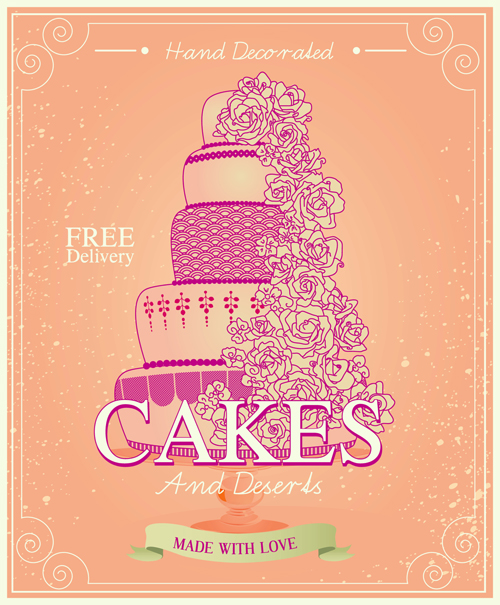 Hand Decorated
FREE
Delivery
CAKES
And Deserts
MADE WITH LOVE